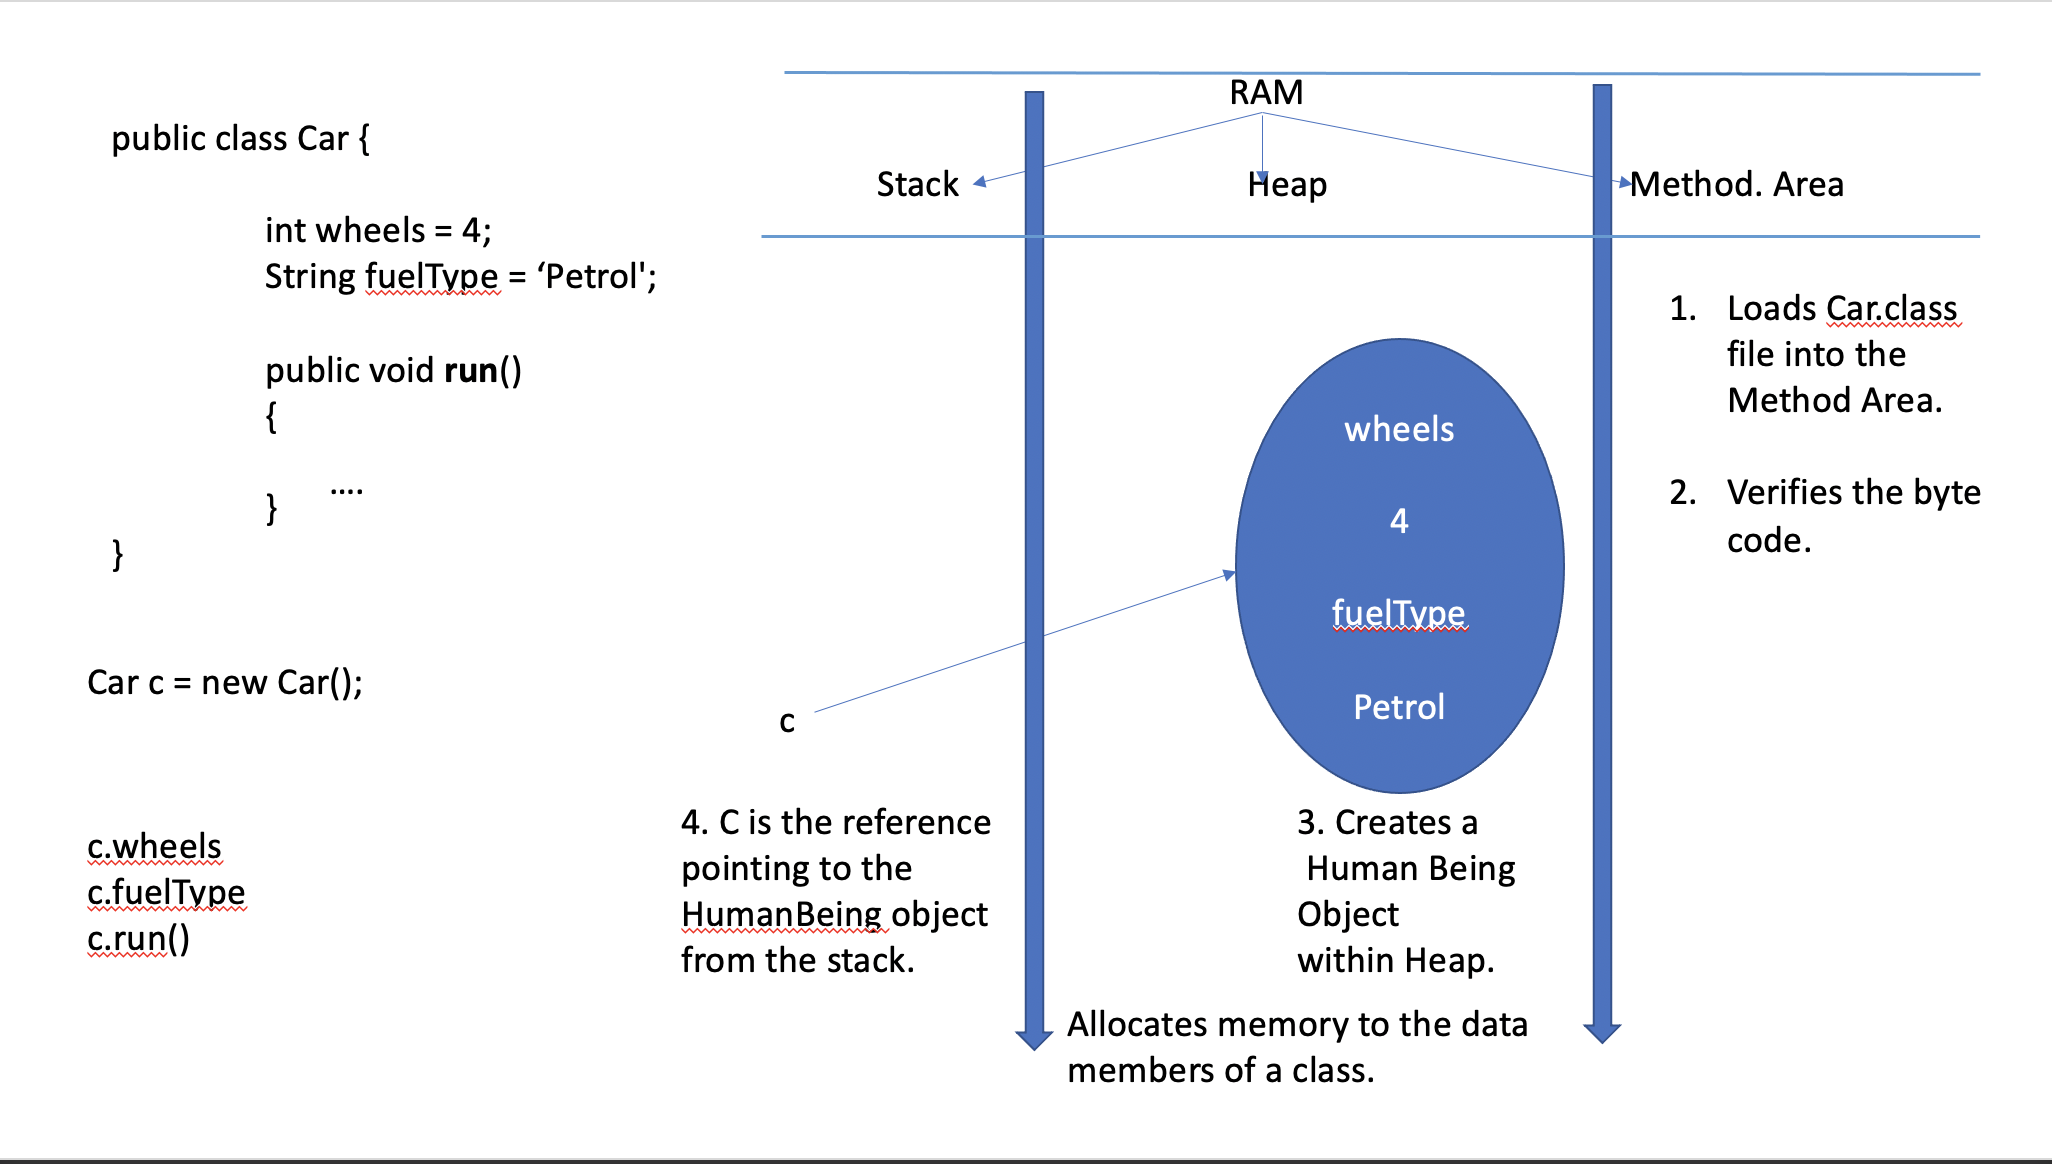 public class Car {
int wheels = 4;
String fuelType = ‘Petrol';
public void run()
{
....
}
}
Car c = new Car();
c.wheels
c.fuelType
c.run()
RAM
Stack
Heap
Method. Area
1. Loads Car.class
file into the
Method Area.
2. Verifies the byte
code.
wheels
4
fuelType
Petrol
c
4. C is the reference
pointing to the
HumanBeing object
from the stack.
3. Creates a
Human Being
Object
within Heap.
Allocates memory to the data
members of a class.